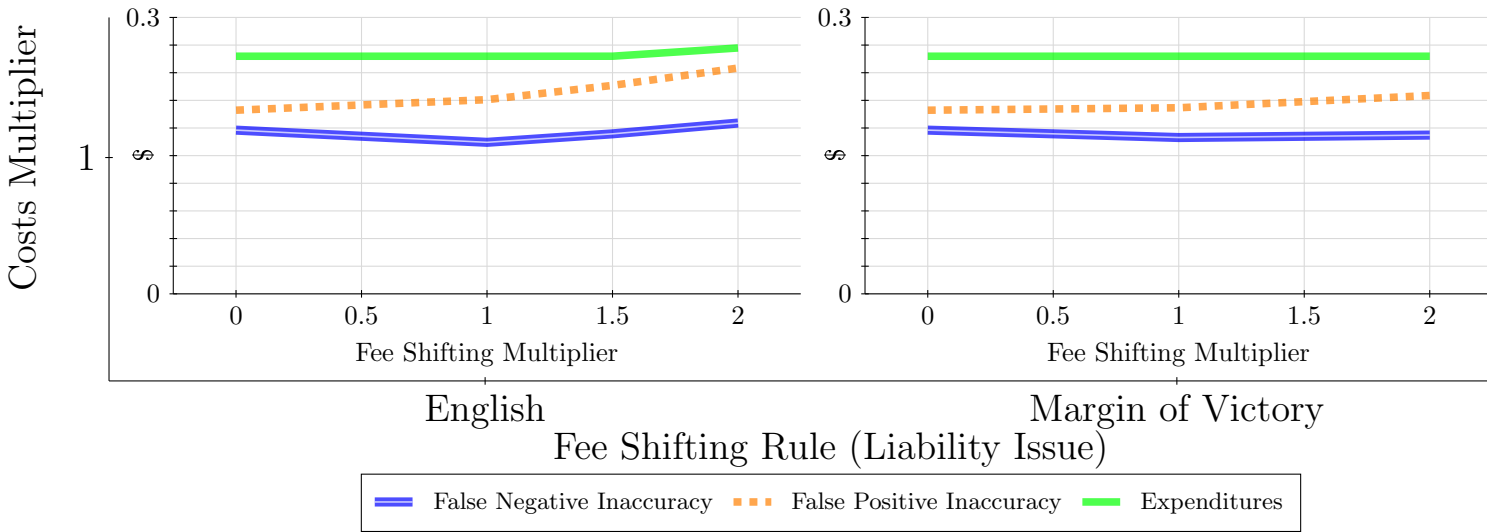 Costs Multiplier
1
0.3
$
0
0
0.5
1
1.5
2
Fee Shifting Multiplier
0.3
$
0
0
0.5
1
1.5
2
Fee Shifting Multiplier
English
Margin of Victory
Fee Shifting Rule (Liability Issue)
False Negative Inaccuracy
False Positive Inaccuracy
Expenditures